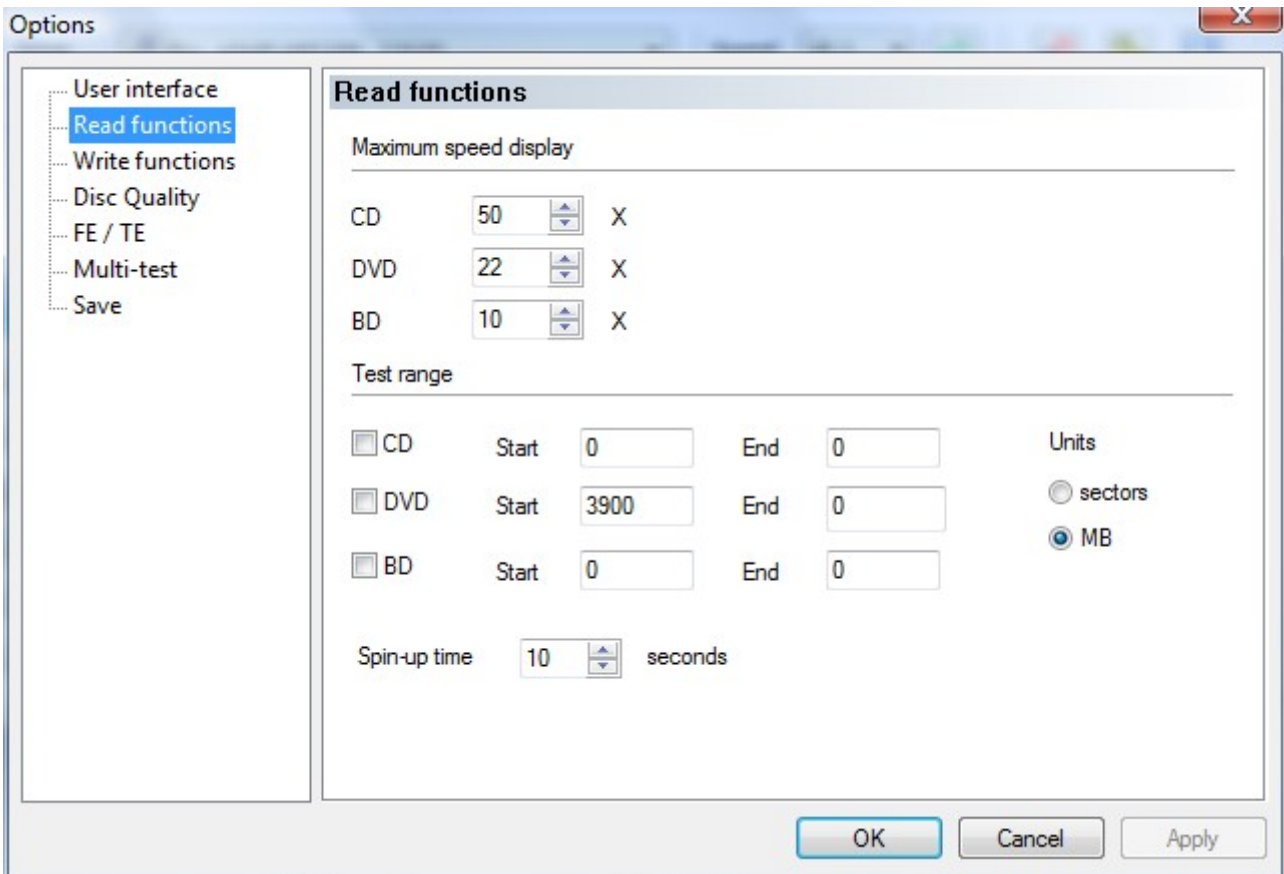 Options
User interface
Read functions
Write functions
Disc Quality
FE / TE
Multi-test
Save
Read functions
Maximum speed display
CD 50 X
DVD 22 X
BD 10 X
Test range
CD Start 0 End 0 Units
DVD Start 3900 End 0 sectors
MB
BD Start 0 End 0
Spin-up time 10 seconds
OK Cancel Apply